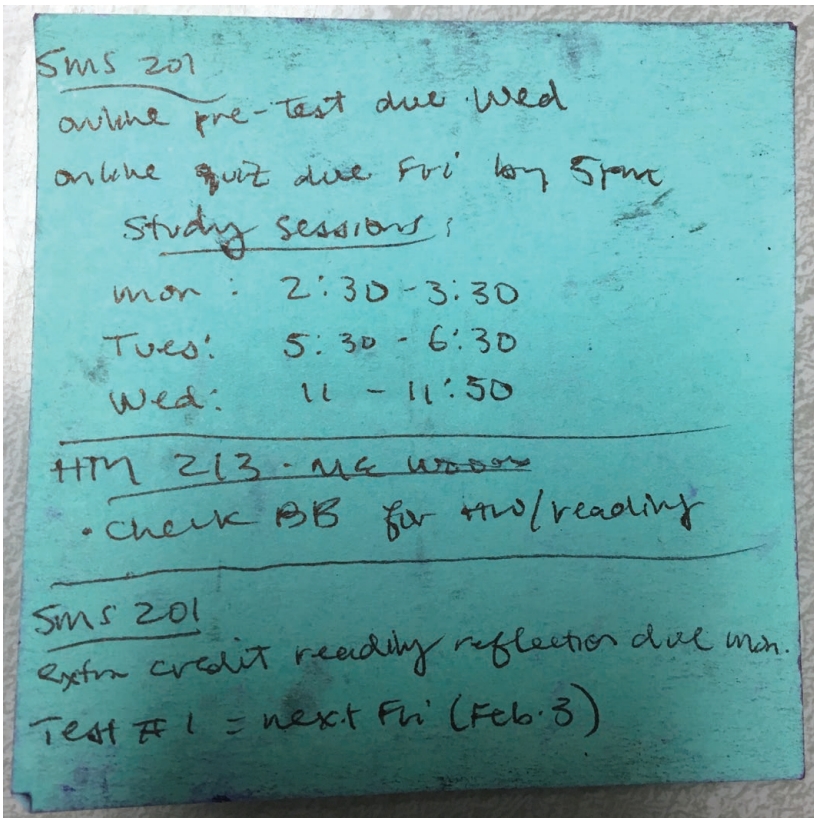 SMS 201
online pre-test due Wed
online quiz due Fri by 5pm
Study Sessions:
mon: 2:30-3:30
Tues: 5:30-6:30
Wed: 11-11:50
HTM 213-
• Check BB for HW/reading
SMS 201
extra credit reading reflection due mon.
Test #1 = next Fri (Feb. 3)